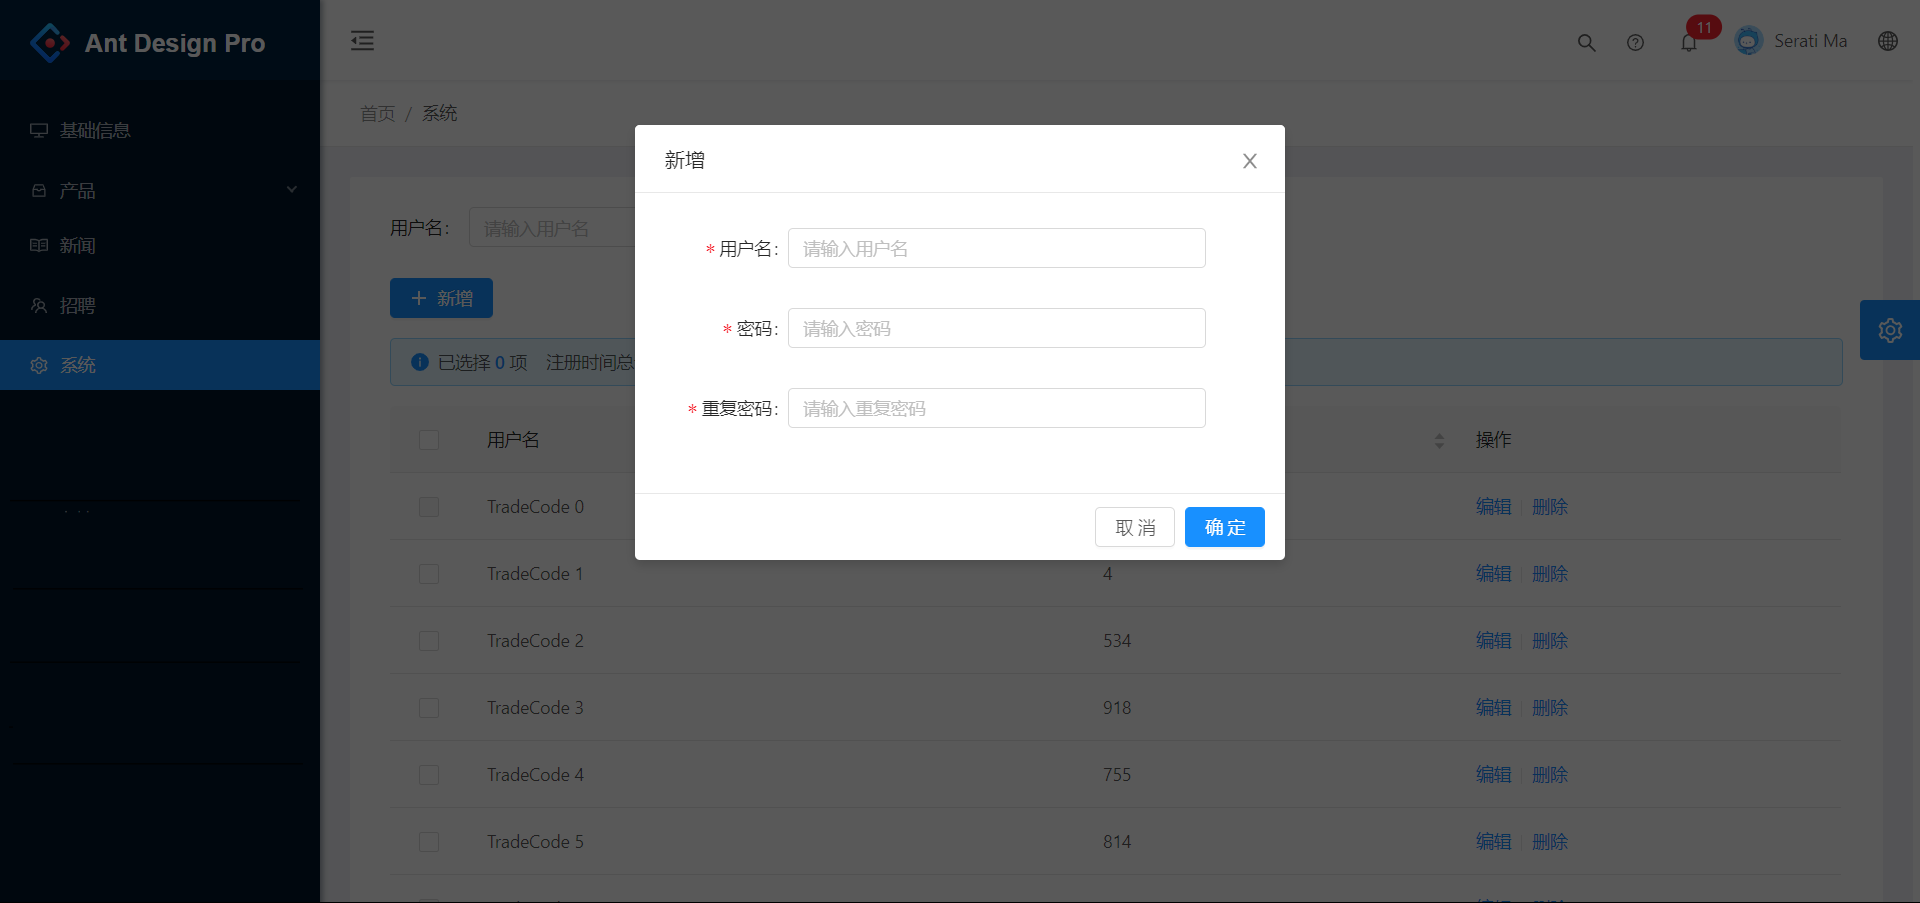 Ant Design Pro
11
Serati Ma
基础信息
产品
新闻
招聘
系统
首页 / 系统
用户名：
请输入用户名
新增
已选择 0 项 注册时间总
用户名
操作
TradeCode 0
编辑
删除
TradeCode 1
4
编辑
删除
TradeCode 2
534
编辑
删除
TradeCode 3
918
编辑
删除
TradeCode 4
755
编辑
删除
TradeCode 5
814
编辑
删除
新增
* 用户名：
请输入用户名
* 密码：
请输入密码
* 重复密码：
请输入重复密码
取 消
确 定